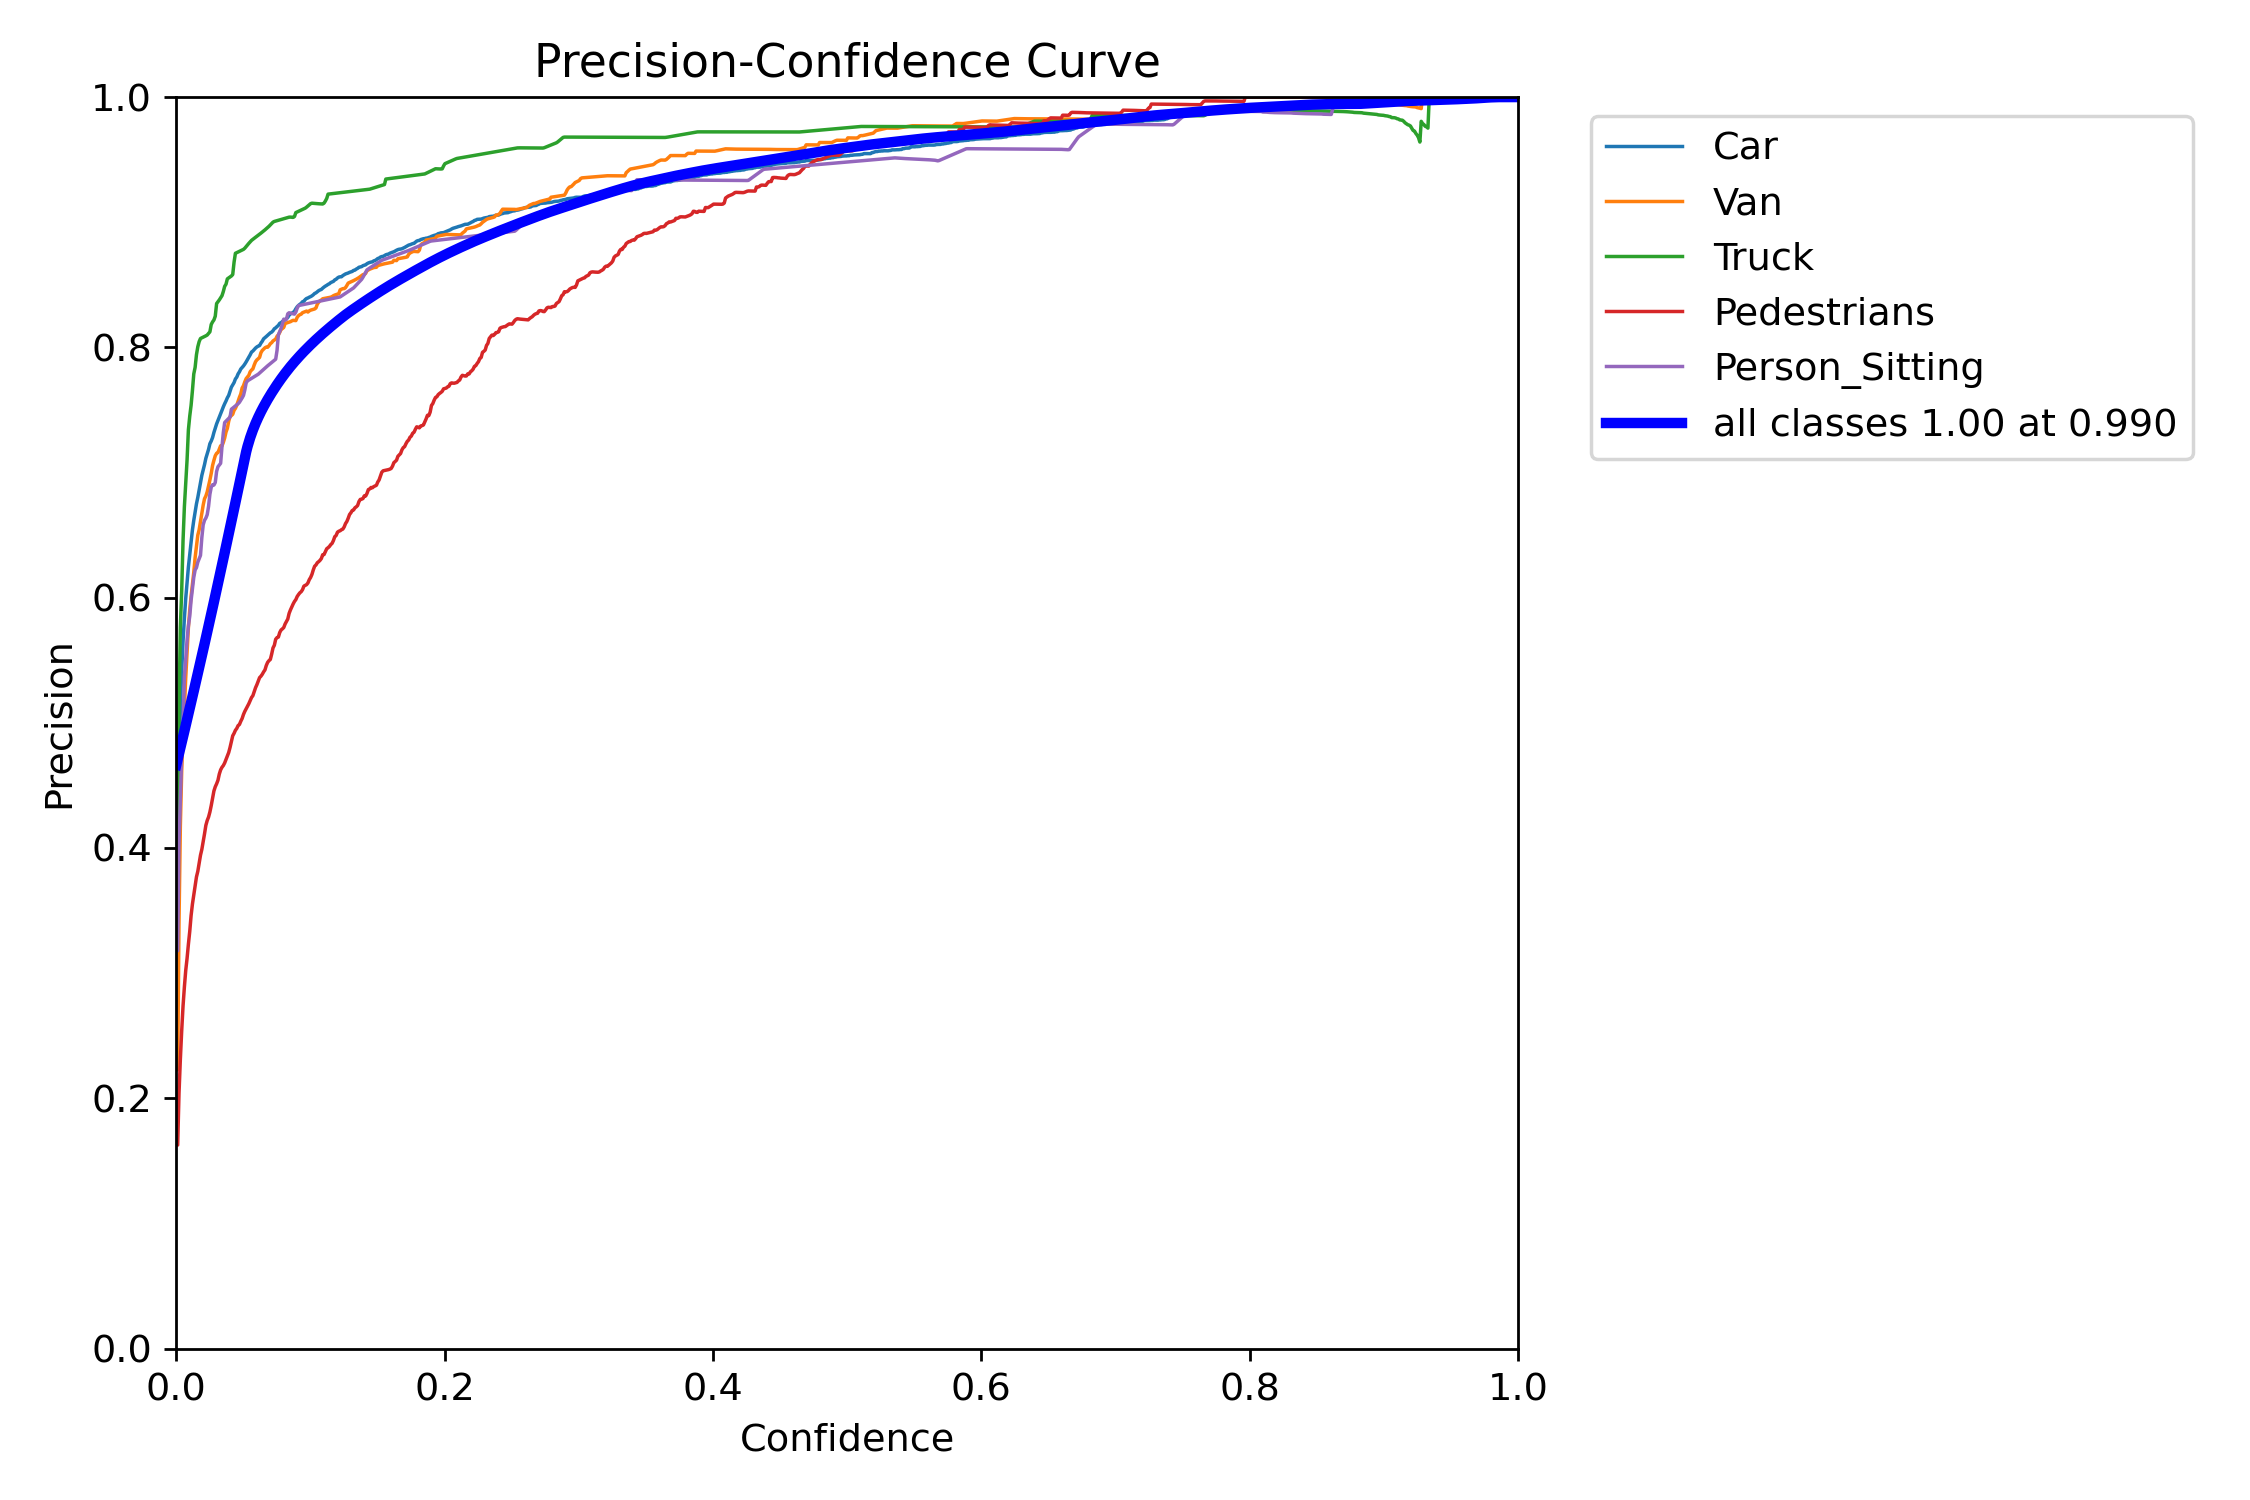 Precision-Confidence Curve
1.0
0.8
0.6
0.4
0.2
0.0
Precision
0.0 0.2 0.4 0.6 0.8 1.0
Confidence
Car
Van
Truck
Pedestrians
Person_Sitting
all classes 1.00 at 0.990